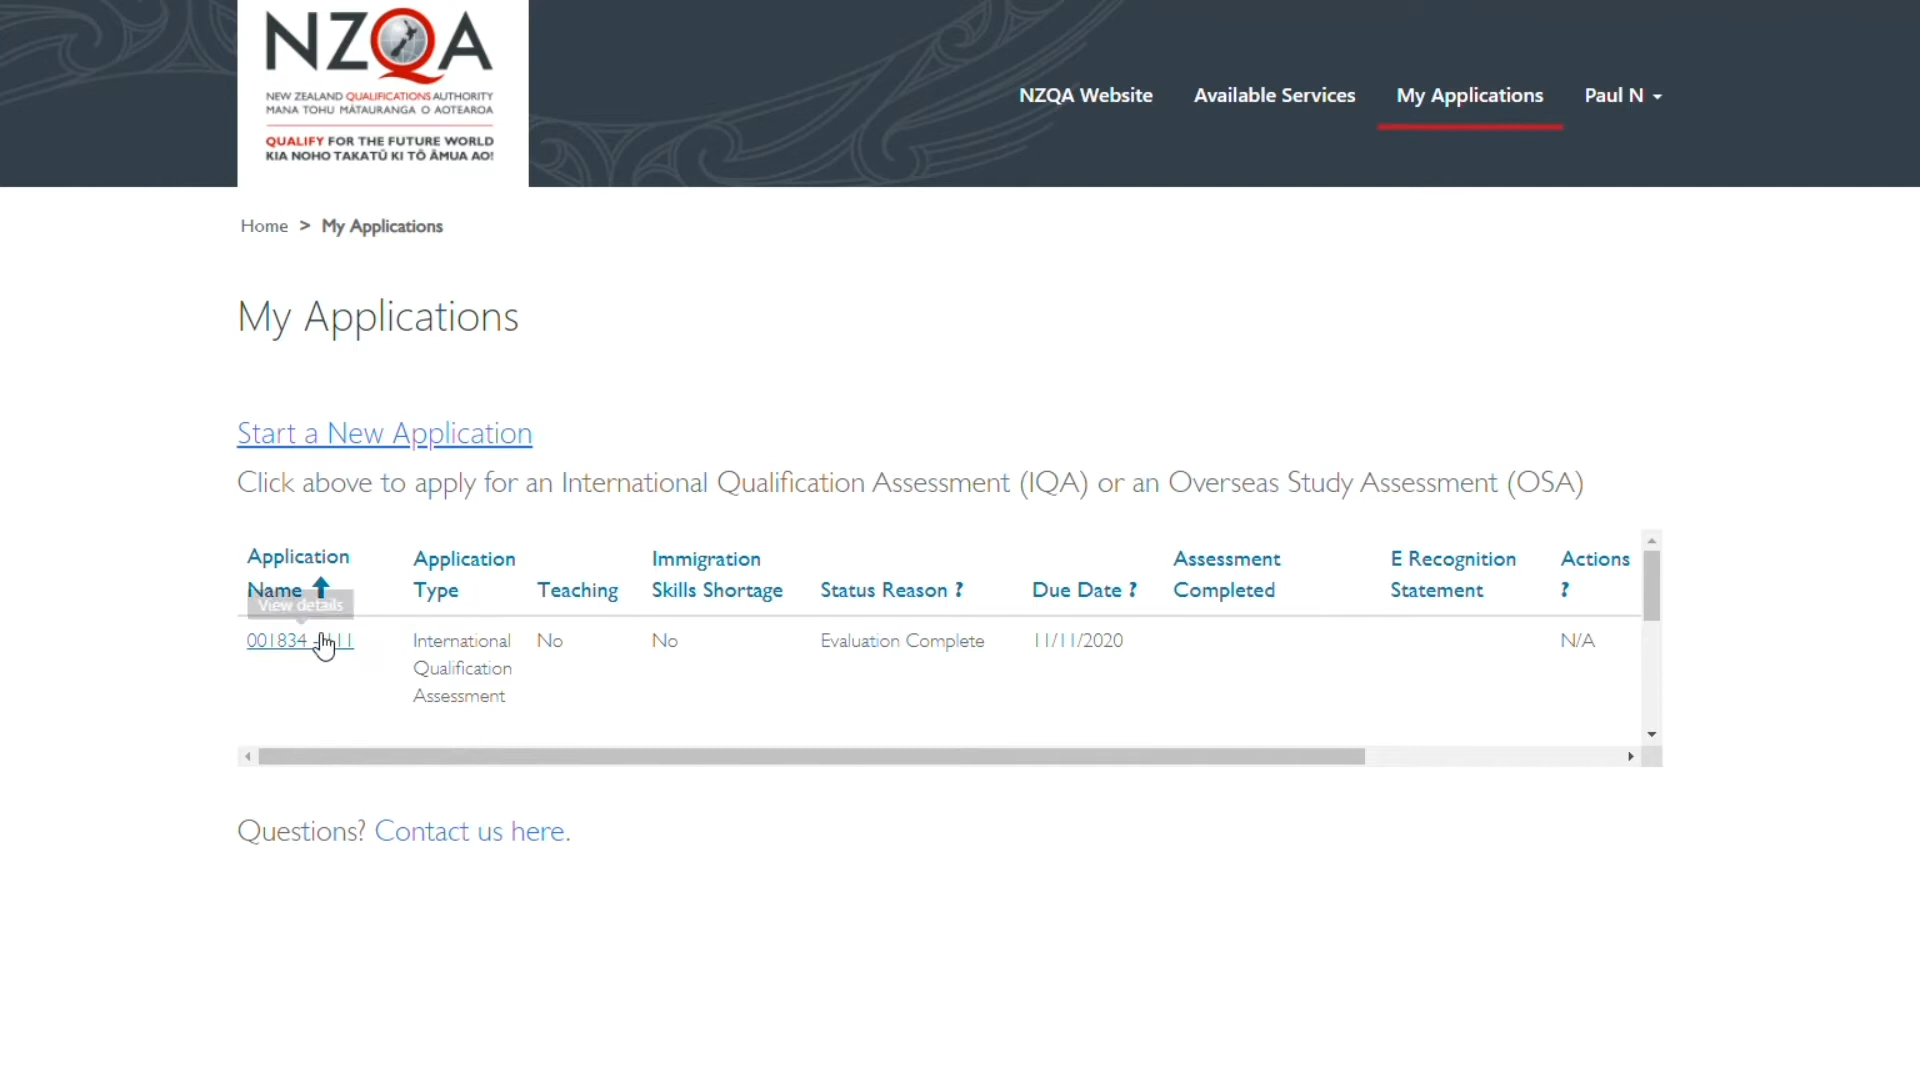 NZQA
NEW ZEALAND QUALIFICATIONS AUTHORITY
MANA TOHU MĀTAURANGA O AOTEAROA
QUALIFY FOR THE FUTURE WORLD
KIA NOHO TAKATŪ KI TŌ ĀMUA AO!
NZQA Website Available Services My Applications Paul N
Home > My Applications
My Applications
Start a New Application
Click above to apply for an International Qualification Assessment (IQA) or an Overseas Study Assessment (OSA)
Application Application Immigration Assessment E Recognition Actions
Name Type Teaching Skills Shortage Status Reason ? Due Date ? Completed Statement ?
View details
001834 International No No Evaluation Complete 11/11/2020 N/A
Qualification
Assessment
Questions? Contact us here.